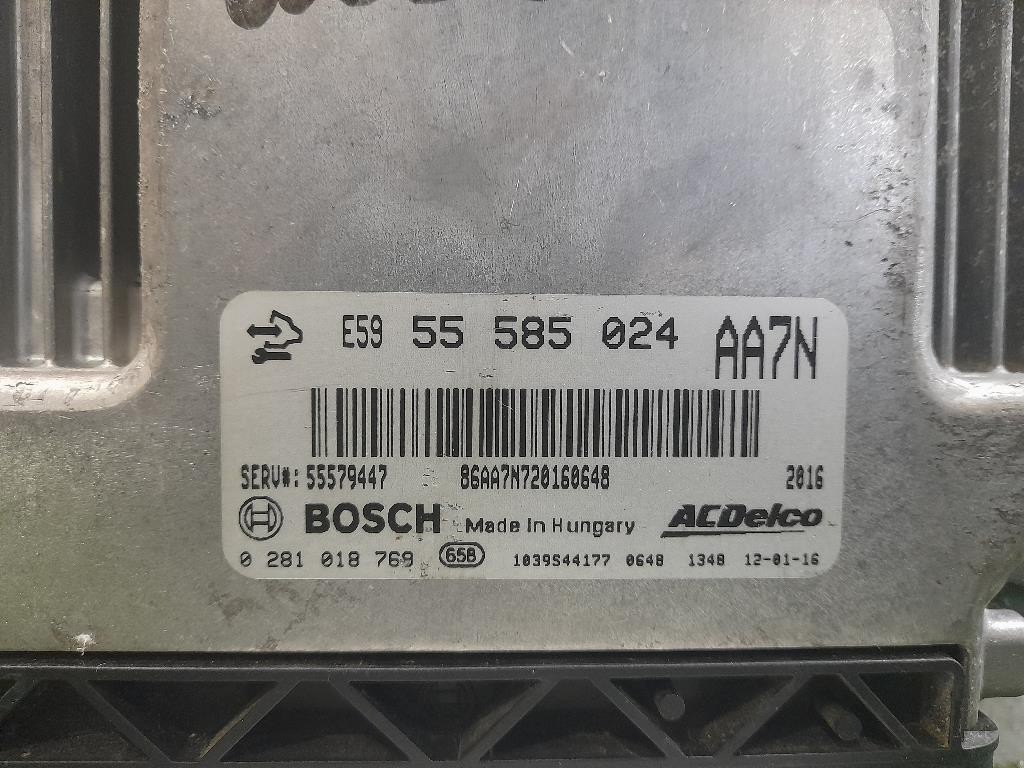 E59 55 585 024 AA7N
SERV#: 55579447 86AA7N720160648 2016
BOSCH Made in Hungary ACDelco
0 281 018 769 65B 1039S44177 0648 1348 12-01-16